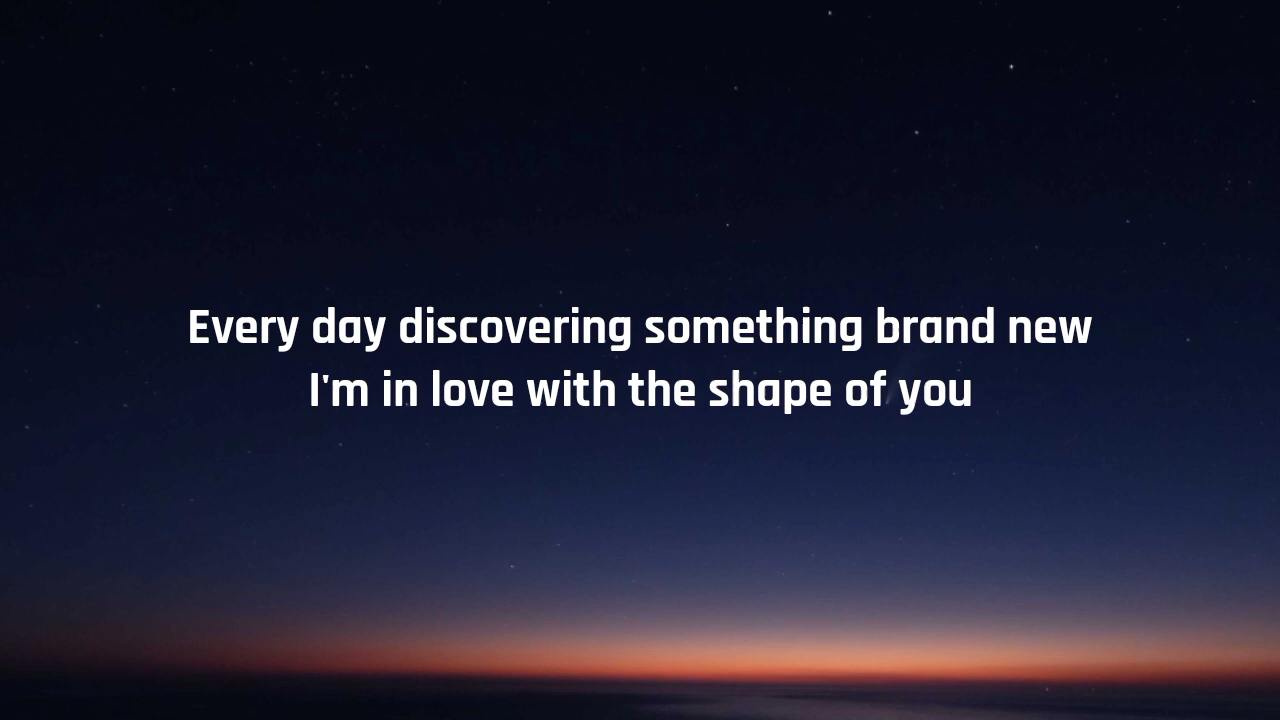 Every day discovering something brand new
I'm in love with the shape of you